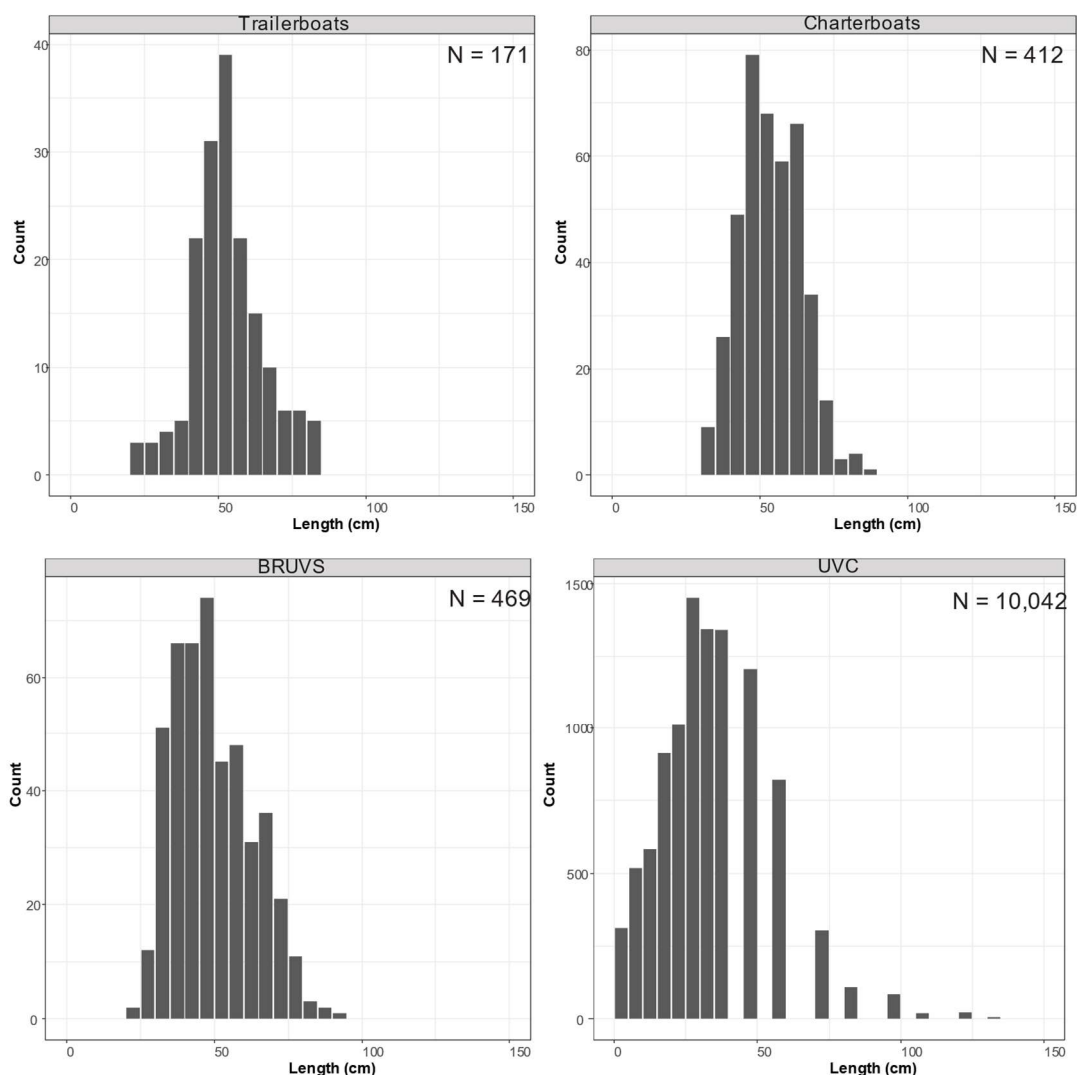 Trailerboats
N = 171
40
30
20
10
0
Count
0 50 100 150
Length (cm)
Charterboats
N = 412
80
60
40
20
0
Count
0 50 100 150
Length (cm)
BRUVS
N = 469
60
40
20
0
Count
0 50 100 150
Length (cm)
UVC
N = 10,042
1500
1000
500
0
Count
0 50 100 150
Length (cm)